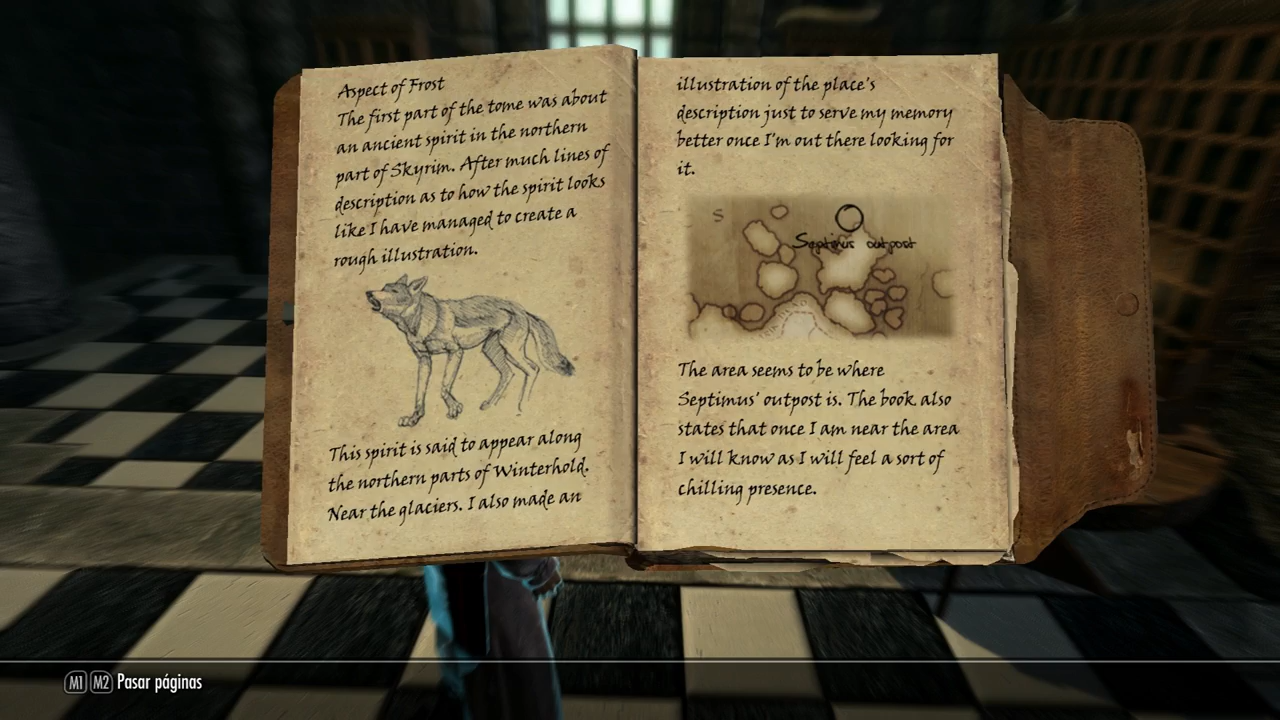 Aspect of Frost
The first part of the tome was about
an ancient spirit in the northern
part of Skyrim. After much lines of
description as to how the spirit looks
like I have managed to create a
rough illustration.
This spirit is said to appear along
the northern parts of Winterhold.
Near the glaciers. I also made an
illustration of the place's
description just to serve my memory
better once I'm out there looking for
it.
S
Septimus outpost
The area seems to be where
Septimus' outpost is. The book also
states that once I am near the area
I will know as I will feel a sort of
chilling presence.
M1 M2 Pasar páginas